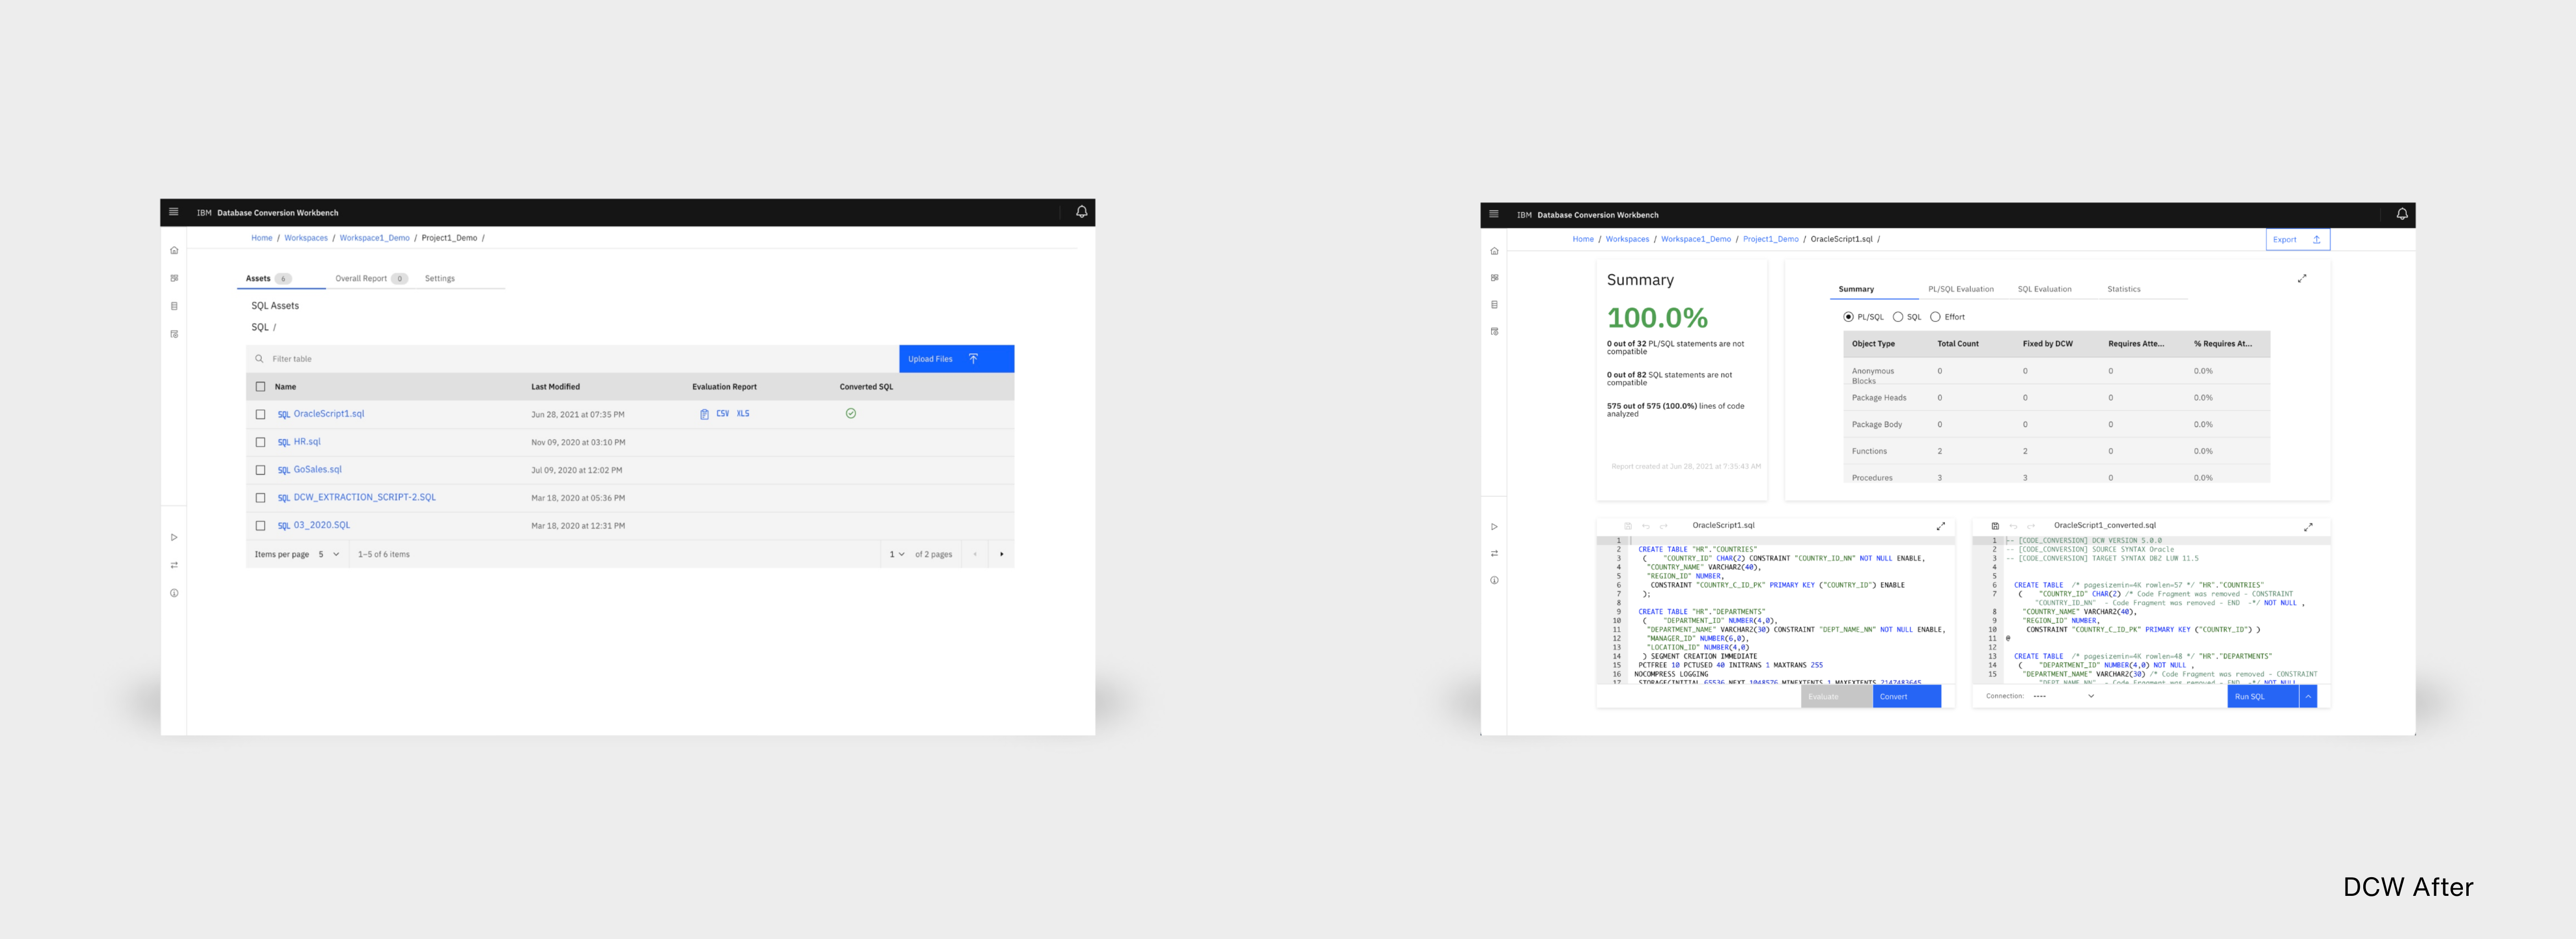 IBM Database Conversion Workbench
Home / Workspaces / Workspace1_Demo / Project1_Demo /
Assets 6 Overall Report 0 Settings
SQL Assets
SQL /
Filter table
Upload Files
Name Last Modified Evaluation Report Converted SQL
SQL OracleScript1.sql Jun 28, 2021 at 07:35 PM CSV XLS
SQL HR.sql Nov 09, 2020 at 03:10 PM
SQL GoSales.sql Jul 09, 2020 at 12:02 PM
SQL DCW_EXTRACTION_SCRIPT-2.SQL Mar 18, 2020 at 05:36 PM
SQL 03_2020.SQL Mar 18, 2020 at 12:31 PM
Items per page 5 1–5 of 6 items 1 of 2 pages
IBM Database Conversion Workbench
Home / Workspaces / Workspace1_Demo / Project1_Demo / OracleScript1.sql /
Export
Summary
100.0%
0 out of 32 PL/SQL statements are not
compatible
0 out of 82 SQL statements are not
compatible
575 out of 575 (100.0%) lines of code
analyzed
Report created at Jun 28, 2021 at 7:35:43 AM
Summary PL/SQL Evaluation SQL Evaluation Statistics
PL/SQL SQL Effort
Object Type Total Count Fixed by DCW Requires Atte... % Requires At...
Anonymous
Blocks 0 0 0 0.0%
Package Heads 0 0 0 0.0%
Package Body 0 0 0 0.0%
Functions 2 2 0 0.0%
Procedures 3 3 0 0.0%
OracleScript1.sql
1
2 CREATE TABLE "HR"."COUNTRIES"
3 ( "COUNTRY_ID" CHAR(2) CONSTRAINT "COUNTRY_ID_NN" NOT NULL ENABLE,
4 "COUNTRY_NAME" VARCHAR2(40),
5 "REGION_ID" NUMBER,
6 CONSTRAINT "COUNTRY_C_ID_PK" PRIMARY KEY ("COUNTRY_ID") ENABLE
7 );
8
9 CREATE TABLE "HR"."DEPARTMENTS"
10 ( "DEPARTMENT_ID" NUMBER(4,0),
11 "DEPARTMENT_NAME" VARCHAR2(30) CONSTRAINT "DEPT_NAME_NN" NOT NULL ENABLE,
12 "MANAGER_ID" NUMBER(6,0),
13 "LOCATION_ID" NUMBER(4,0)
14 ) SEGMENT CREATION IMMEDIATE
15 PCTFREE 10 PCTUSED 40 INITRANS 1 MAXTRANS 255
16 NOCOMPRESS LOGGING
17 STORAGE(INITIAL 65536 NEXT 1048576 MINEXTENTS 1 MAXEXTENTS 2147483645
Evaluate Convert
OracleScript1_converted.sql
1 -- [CODE_CONVERSION] DCW VERSION 5.0.0
2 -- [CODE_CONVERSION] SOURCE SYNTAX Oracle
3 -- [CODE_CONVERSION] TARGET SYNTAX DB2 LUW 11.5
4
5
6 CREATE TABLE /* pagesizemin=4K rowlen=57 */ "HR"."COUNTRIES"
7 ( "COUNTRY_ID" CHAR(2) /* Code Fragment was removed - CONSTRAINT
"COUNTRY_ID_NN" - Code Fragment was removed - END -*/ NOT NULL ,
8 "COUNTRY_NAME" VARCHAR2(40),
9 "REGION_ID" NUMBER,
10 CONSTRAINT "COUNTRY_C_ID_PK" PRIMARY KEY ("COUNTRY_ID") )
11 @
12
13 CREATE TABLE /* pagesizemin=4K rowlen=48 */ "HR"."DEPARTMENTS"
14 ( "DEPARTMENT_ID" NUMBER(4,0) NOT NULL ,
15 "DEPARTMENT_NAME" VARCHAR2(30) /* Code Fragment was removed - CONSTRAINT
"DEPT_NAME_NN" - Code Fragment was removed - END -*/ NOT NULL
Connection: ---- Run SQL
DCW After